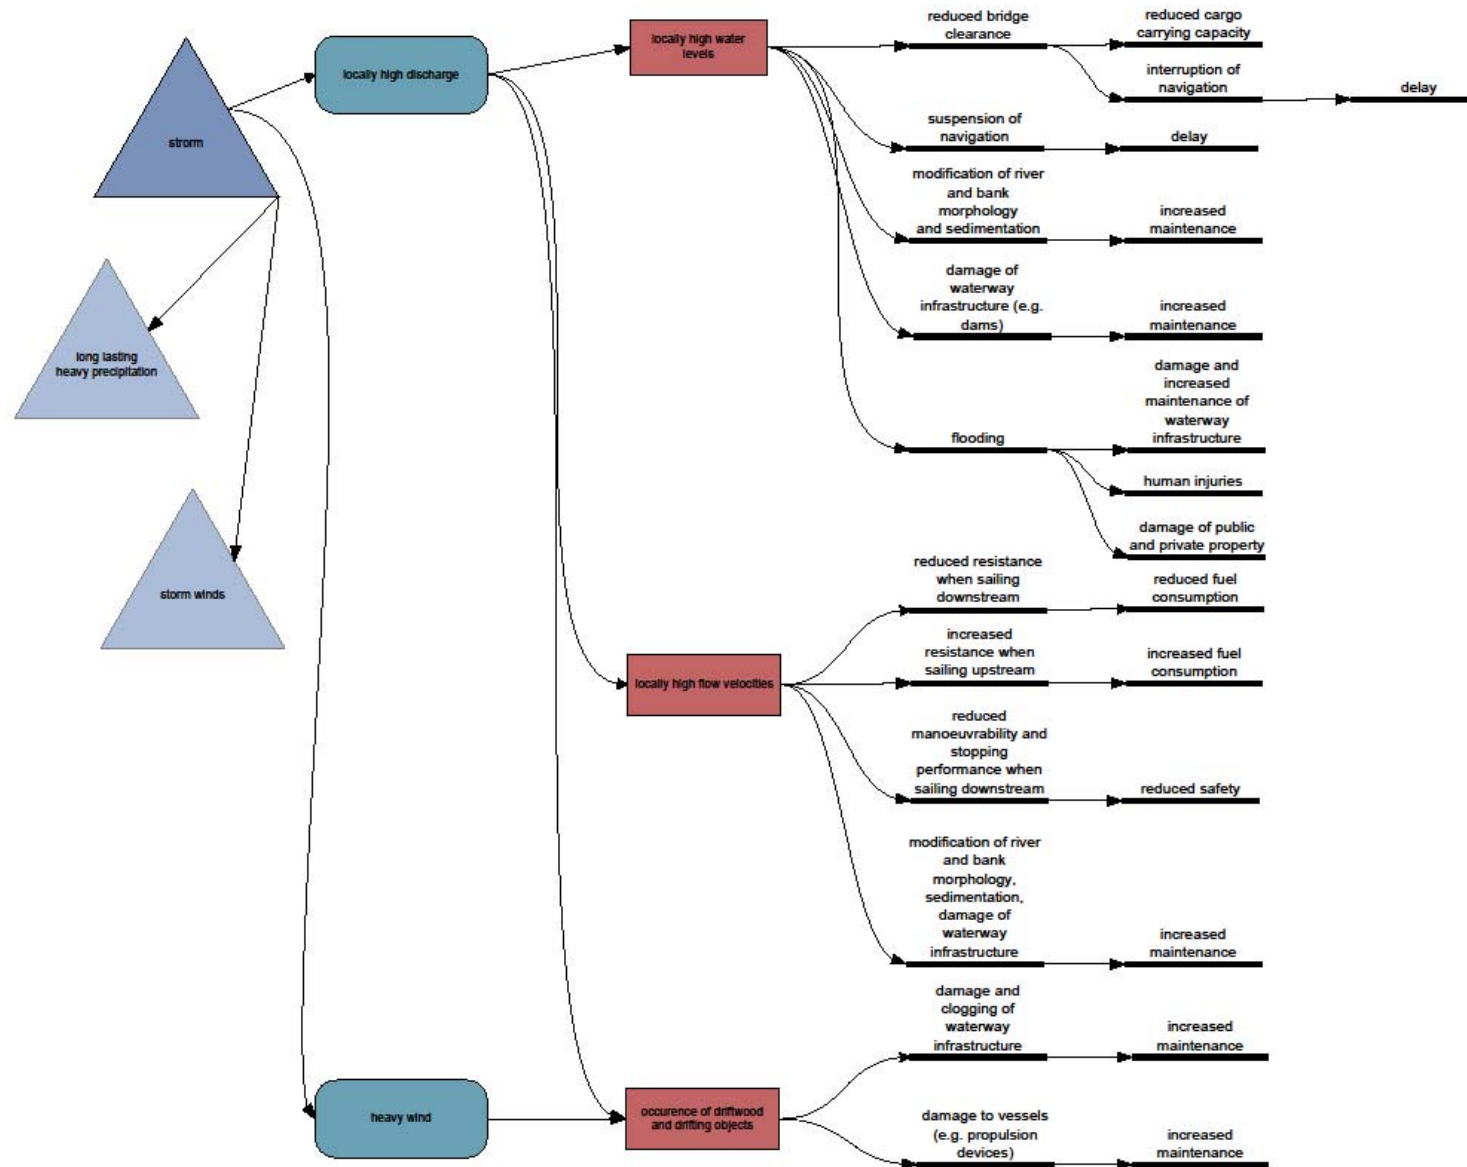 strorm
long lasting
heavy precipitation
storm winds
locally high discharge
heavy wind
locally high water
levels
locally high flow velocities
occurence of driftwood
and drifting objects
reduced bridge
clearance
reduced cargo
carrying capacity
interruption of
navigation
delay
suspension of
navigation
delay
modification of river
and bank
morphology
and sedimentation
increased
maintenance
damage of
waterway
infrastructure (e.g.
dams)
increased
maintenance
flooding
damage and
increased
maintenance of
waterway
infrastructure
human injuries
damage of public
and private property
reduced resistance
when sailing
downstream
reduced fuel
consumption
increased
resistance when
sailing upstream
increased fuel
consumption
reduced
manoeuvrability and
stopping
performance when
sailing downstream
reduced safety
modification of river
and bank
morphology,
sedimentation,
damage of
waterway
infrastructure
increased
maintenance
damage and
clogging of
waterway
infrastructure
increased
maintenance
damage to vessels
(e.g. propulsion
devices)
increased
maintenance